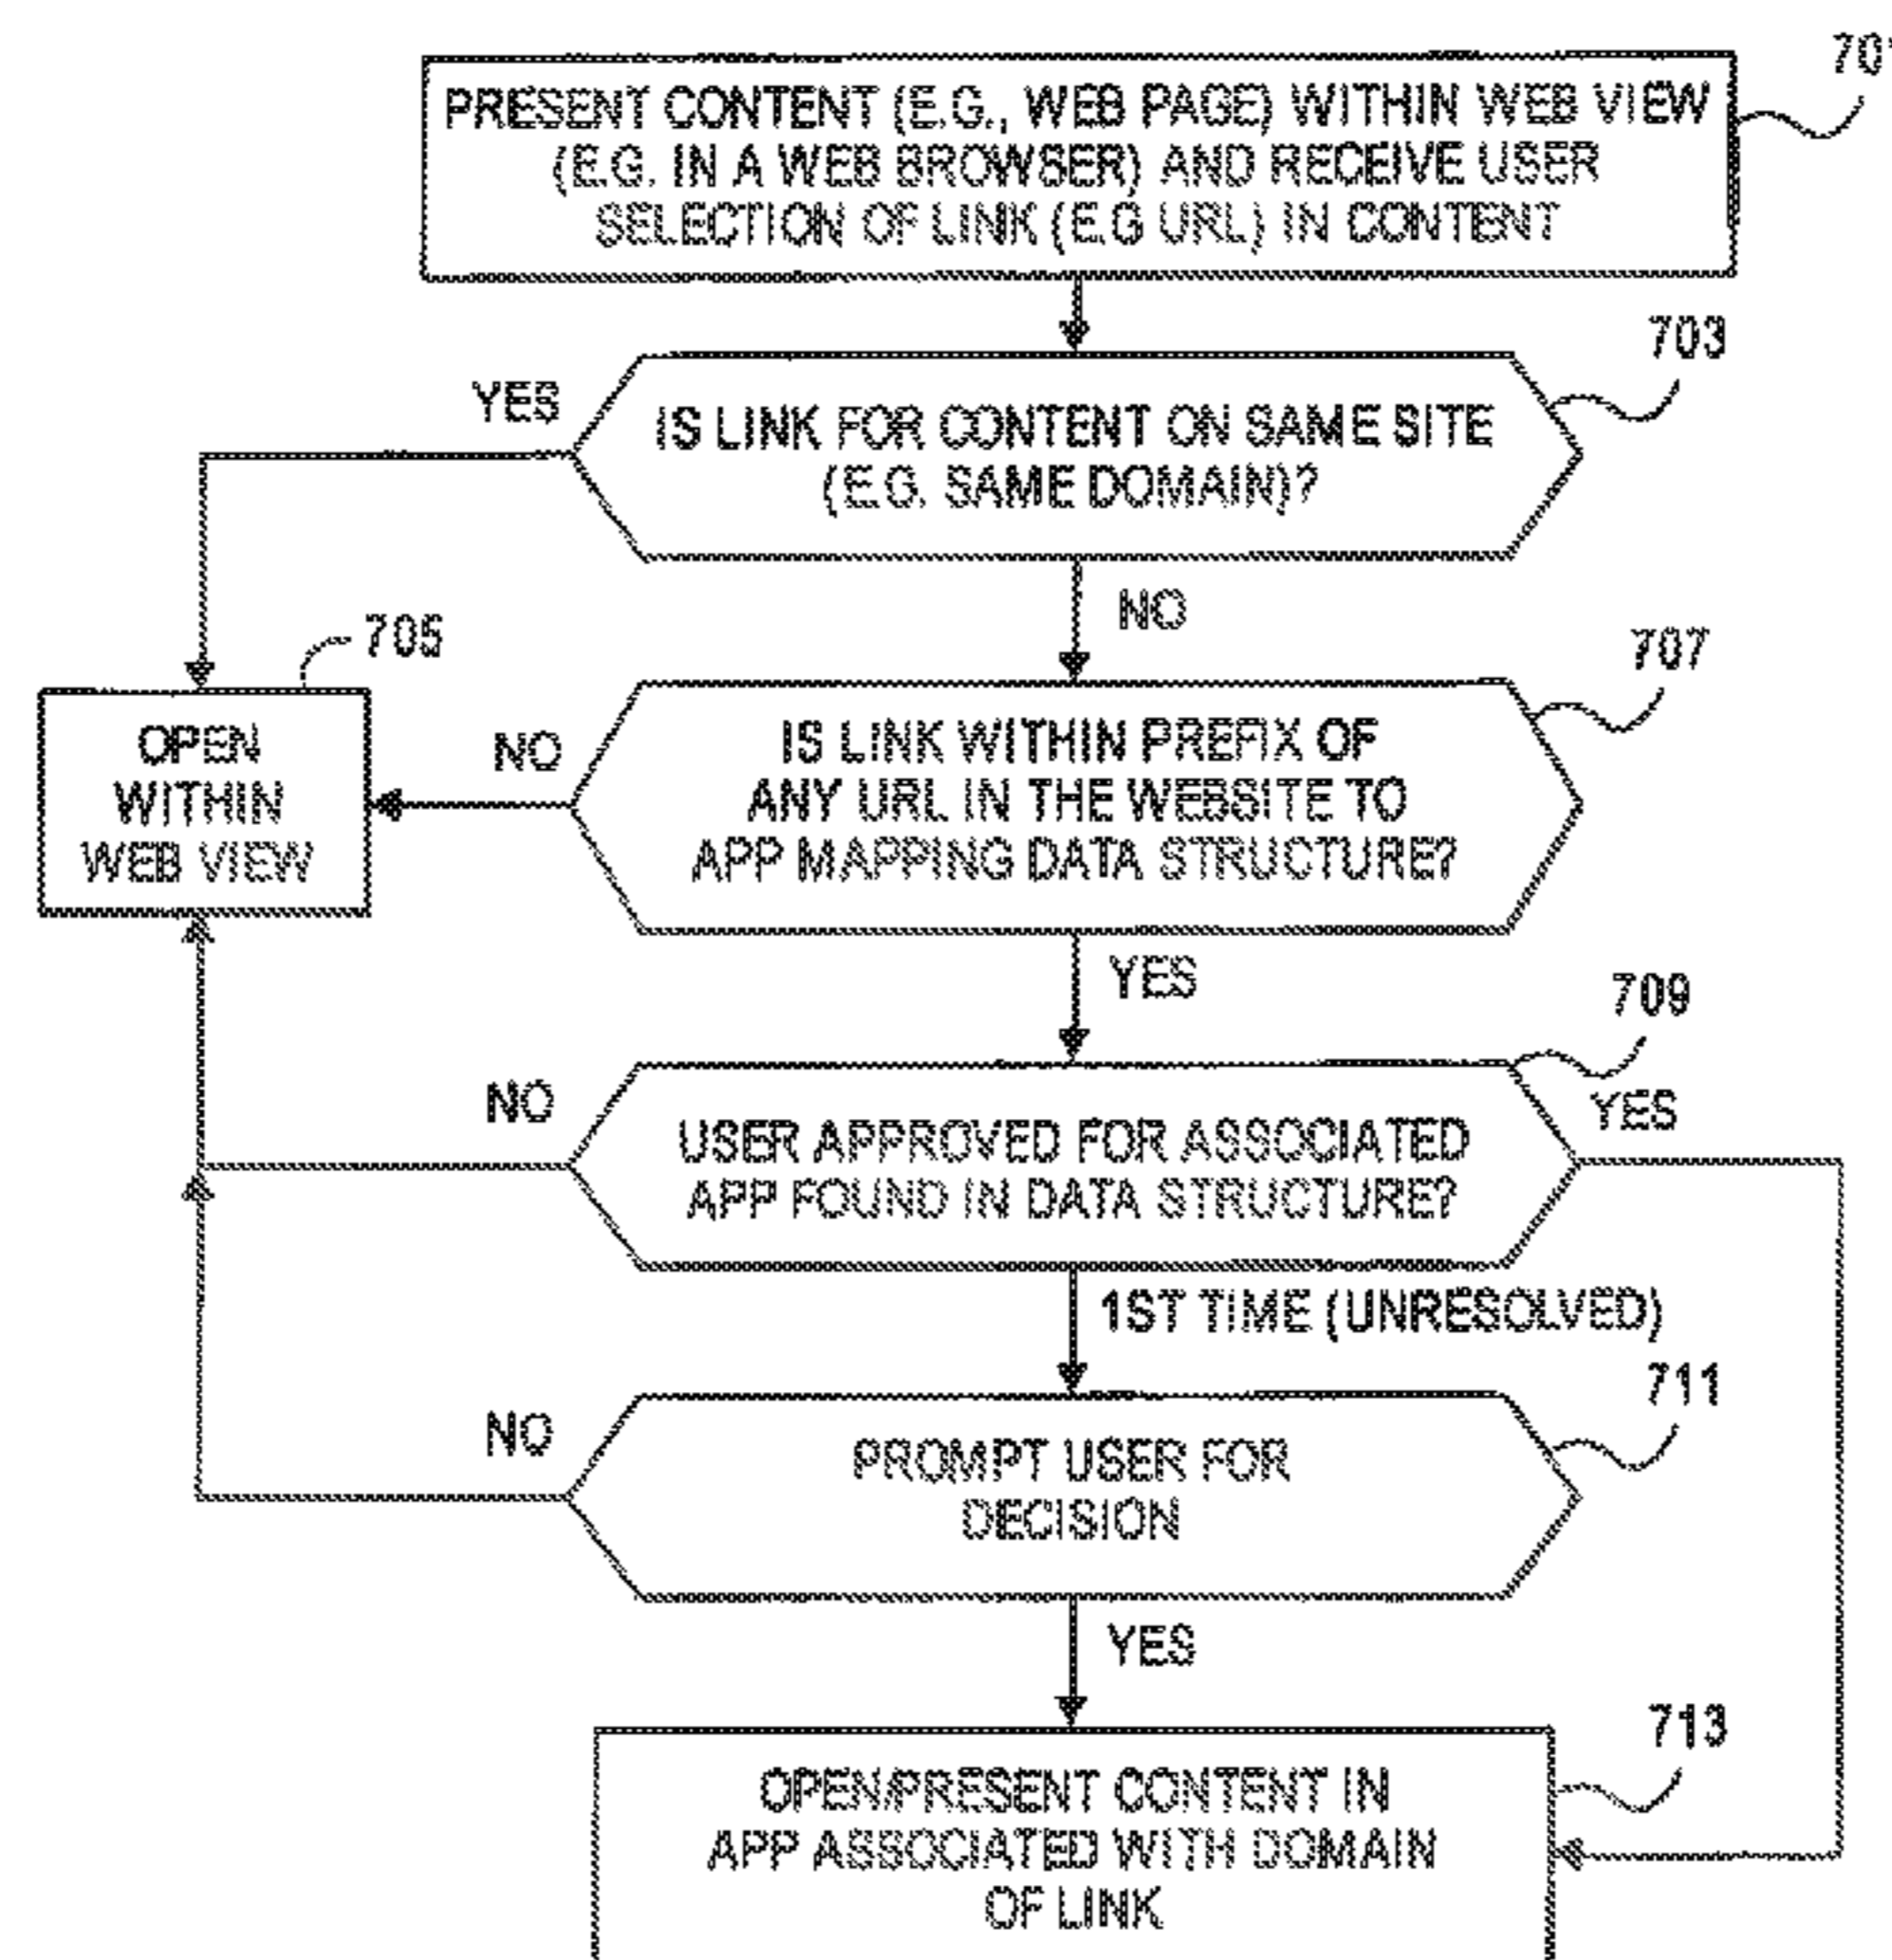 701
PRESENT CONTENT (E.G., WEB PAGE) WITHIN WEB VIEW
(E.G. IN A WEB BROWSER) AND RECEIVE USER
SELECTION OF LINK (E.G URL) IN CONTENT
703
YES
IS LINK FOR CONTENT ON SAME SITE
(E.G. SAME DOMAIN)?
NO
705
707
OPEN
WITHIN
WEB VIEW
NO
IS LINK WITHIN PREFIX OF
ANY URL IN THE WEBSITE TO
APP MAPPING DATA STRUCTURE?
YES
709
NO
YES
USER APPROVED FOR ASSOCIATED
APP FOUND IN DATA STRUCTURE?
1ST TIME (UNRESOLVED)
711
NO
PROMPT USER FOR
DECISION
YES
713
OPEN/PRESENT CONTENT IN
APP ASSOCIATED WITH DOMAIN
OF LINK